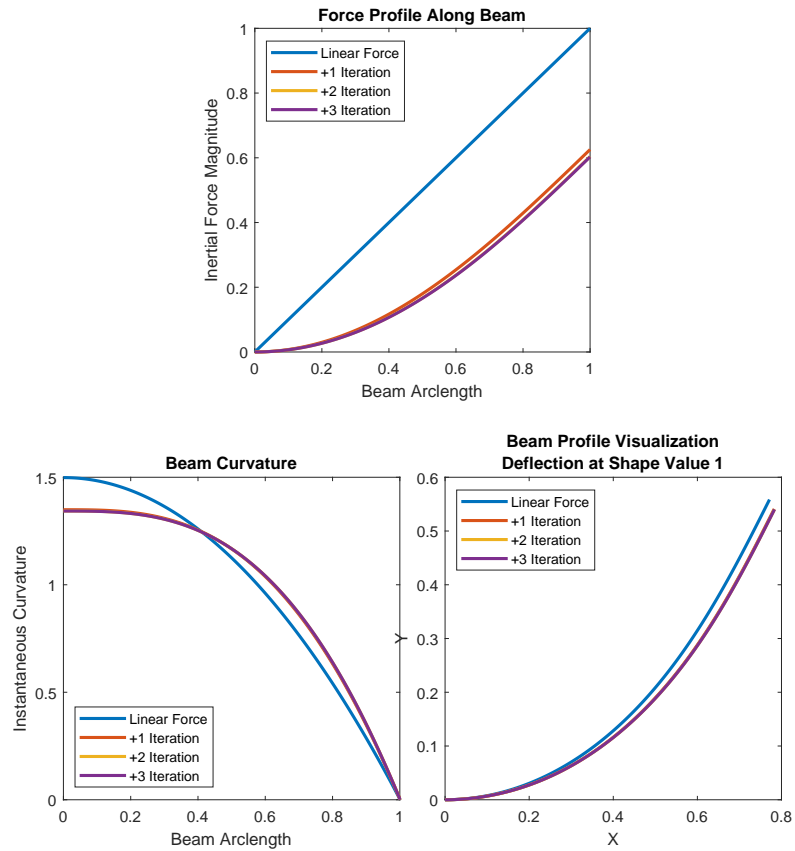 Force Profile Along Beam
1
0.8
0.6
0.4
0.2
0
Inertial Force Magnitude
Linear Force
+1 Iteration
+2 Iteration
+3 Iteration
0 0.2 0.4 0.6 0.8 1
Beam Arclength
Beam Curvature
1.5
1
0.5
0
Instantaneous Curvature
Linear Force
+1 Iteration
+2 Iteration
+3 Iteration
0 0.2 0.4 0.6 0.8 1
Beam Arclength
Beam Profile Visualization
Deflection at Shape Value 1
0.6
0.5
0.4
0.3
0.2
0.1
0
Y
Linear Force
+1 Iteration
+2 Iteration
+3 Iteration
0 0.2 0.4 0.6 0.8
X